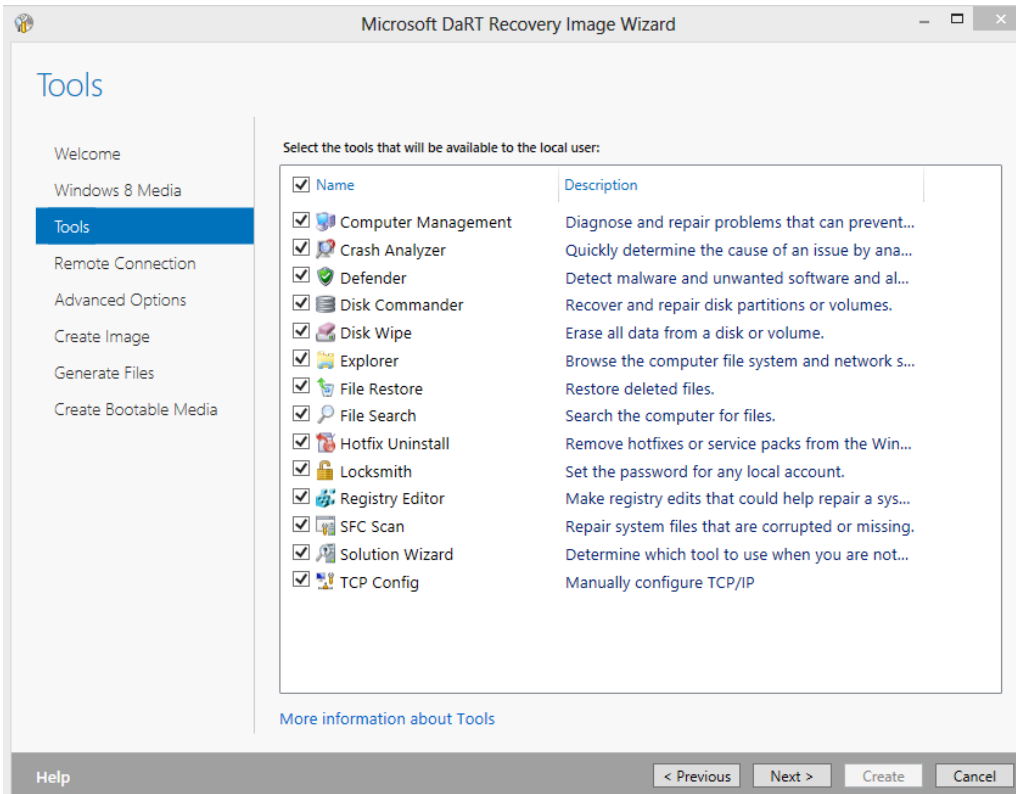 Microsoft DaRT Recovery Image Wizard
Tools
Welcome
Windows 8 Media
Tools
Remote Connection
Advanced Options
Create Image
Generate Files
Create Bootable Media
Select the tools that will be available to the local user:
Name Description
Computer Management Diagnose and repair problems that can prevent...
Crash Analyzer Quickly determine the cause of an issue by ana...
Defender Detect malware and unwanted software and al...
Disk Commander Recover and repair disk partitions or volumes.
Disk Wipe Erase all data from a disk or volume.
Explorer Browse the computer file system and network s...
File Restore Restore deleted files.
File Search Search the computer for files.
Hotfix Uninstall Remove hotfixes or service packs from the Win...
Locksmith Set the password for any local account.
Registry Editor Make registry edits that could help repair a sys...
SFC Scan Repair system files that are corrupted or missing.
Solution Wizard Determine which tool to use when you are not...
TCP Config Manually configure TCP/IP
More information about Tools
Help < Previous Next > Create Cancel